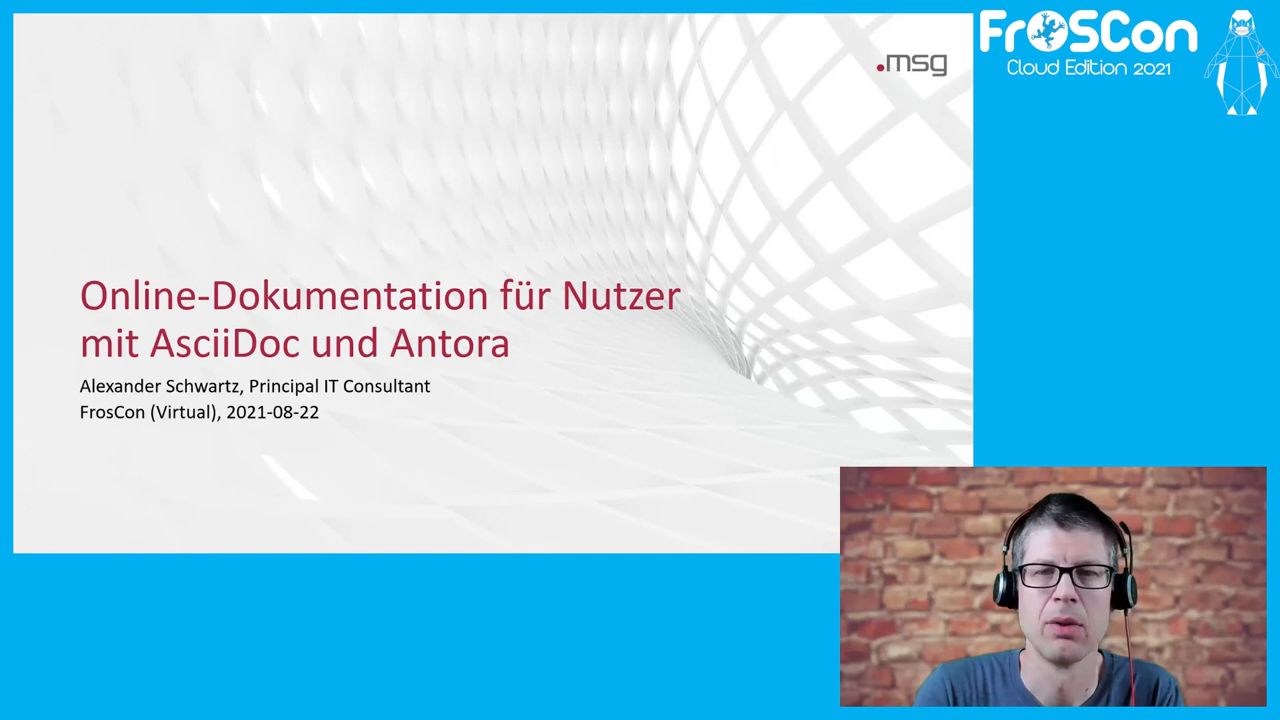 .msg
FrOSCon
Cloud Edition 2021
Online-Dokumentation für Nutzer
mit AsciiDoc und Antora
Alexander Schwartz, Principal IT Consultant
FrosCon (Virtual), 2021-08-22